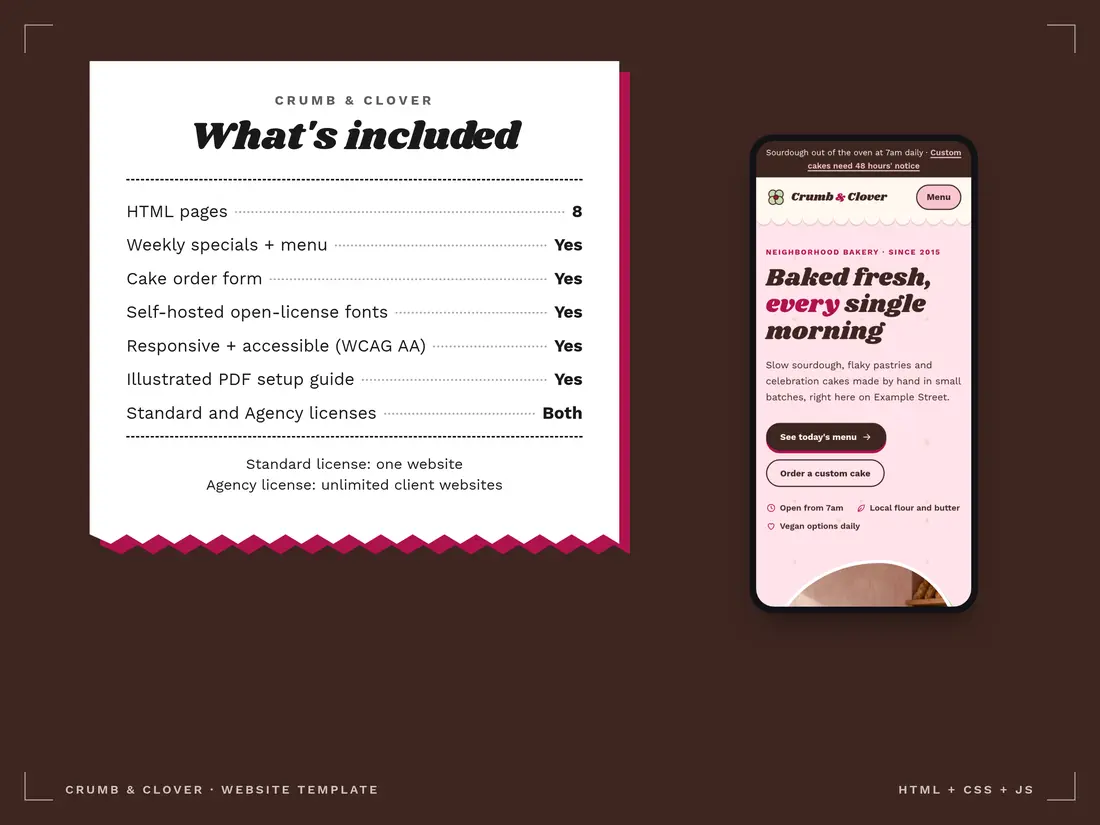 CRUMB & CLOVER
What's included
HTML pages 8
Weekly specials + menu Yes
Cake order form Yes
Self-hosted open-license fonts Yes
Responsive + accessible (WCAG AA) Yes
Illustrated PDF setup guide Yes
Standard and Agency licenses Both
Standard license: one website
Agency license: unlimited client websites
Sourdough out of the oven at 7am daily · Custom
cakes need 48 hours' notice
Crumb & Clover
Menu
NEIGHBORHOOD BAKERY · SINCE 2015
Baked fresh,
every single
morning
Slow sourdough, flaky pastries and
celebration cakes made by hand in small
batches, right here on Example Street.
See today's menu →
Order a custom cake
Open from 7am Local flour and butter
Vegan options daily
CRUMB & CLOVER · WEBSITE TEMPLATE
HTML + CSS + JS